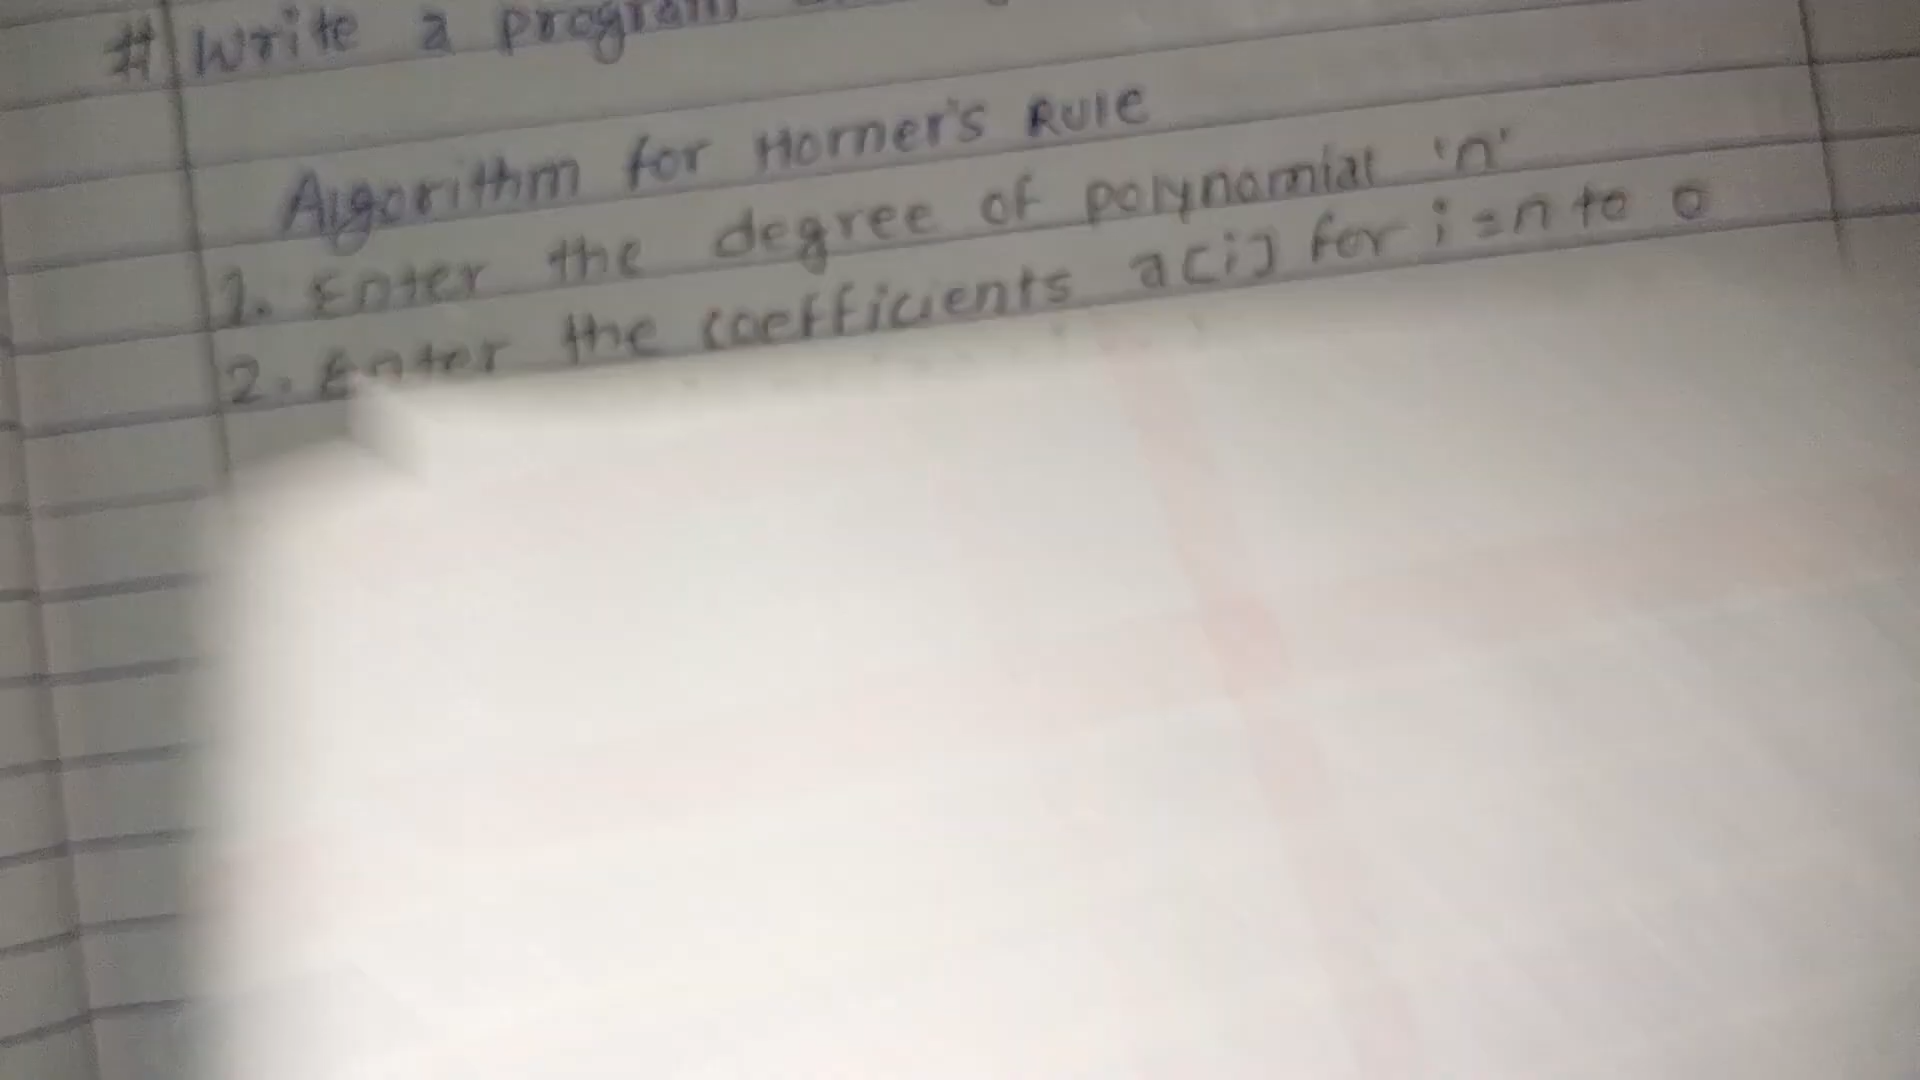 # Write a program
Algorithm for Horner's Rule
1. Enter the degree of polynomial 'n'
2. Enter the coefficients a[i] for i=n to 0